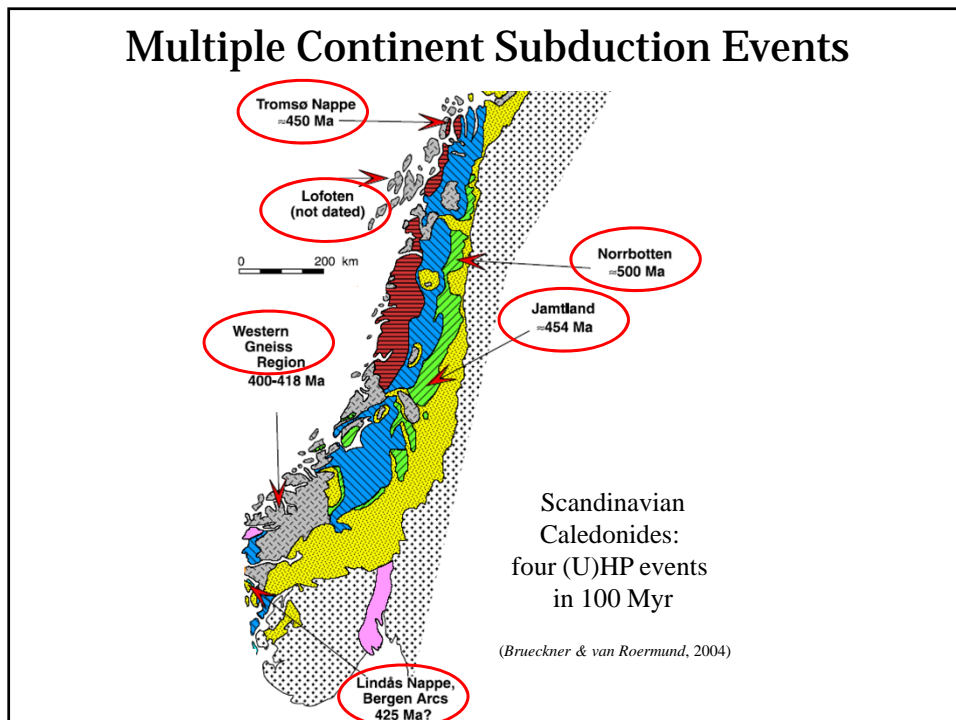 Multiple Continent Subduction Events
Tromsø Nappe
≈450 Ma
Lofoten
(not dated)
0 200 km
Norrbotten
≈500 Ma
Jamtland
≈454 Ma
Western
Gneiss
Region
400-418 Ma
Scandinavian
Caledonides:
four (U)HP events
in 100 Myr
(Brueckner & van Roermund, 2004)
Lindås Nappe,
Bergen Arcs
425 Ma?